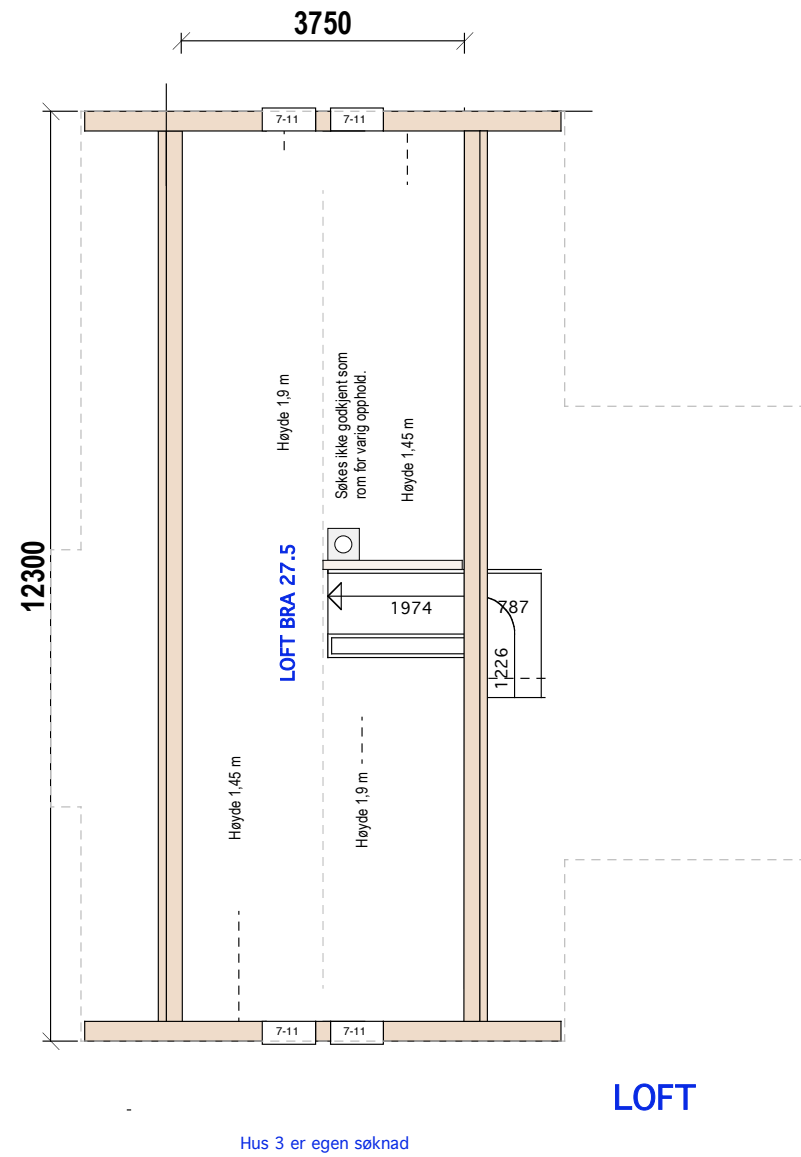 3750
7-11
7-11
Høyde 1,9 m
Søkes ikke godkjent som
rom for varig opphold.
Høyde 1,45 m
12300
LOFT BRA 27.5
1974
787
1226
Høyde 1,45 m
Høyde 1,9 m
7-11
7-11
LOFT
Hus 3 er egen søknad